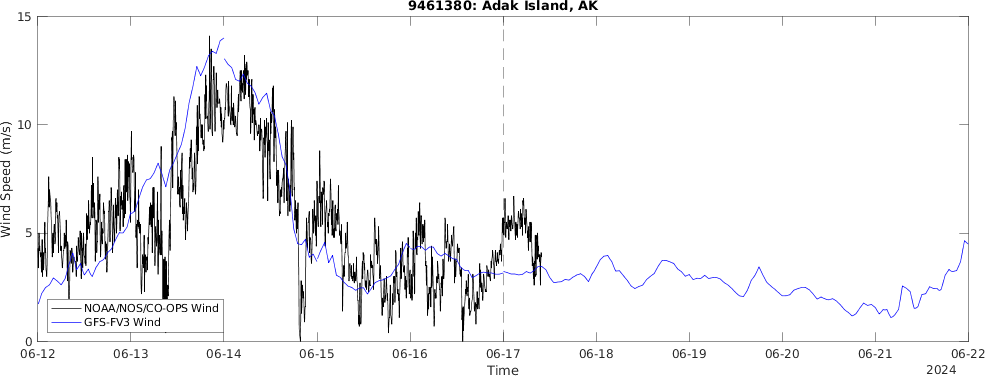 9461380: Adak Island, AK
Wind Speed (m/s)
15
10
5
0
NOAA/NOS/CO-OPS Wind
GFS-FV3 Wind
06-12 06-13 06-14 06-15 06-16 06-17 06-18 06-19 06-20 06-21 06-22
Time
2024